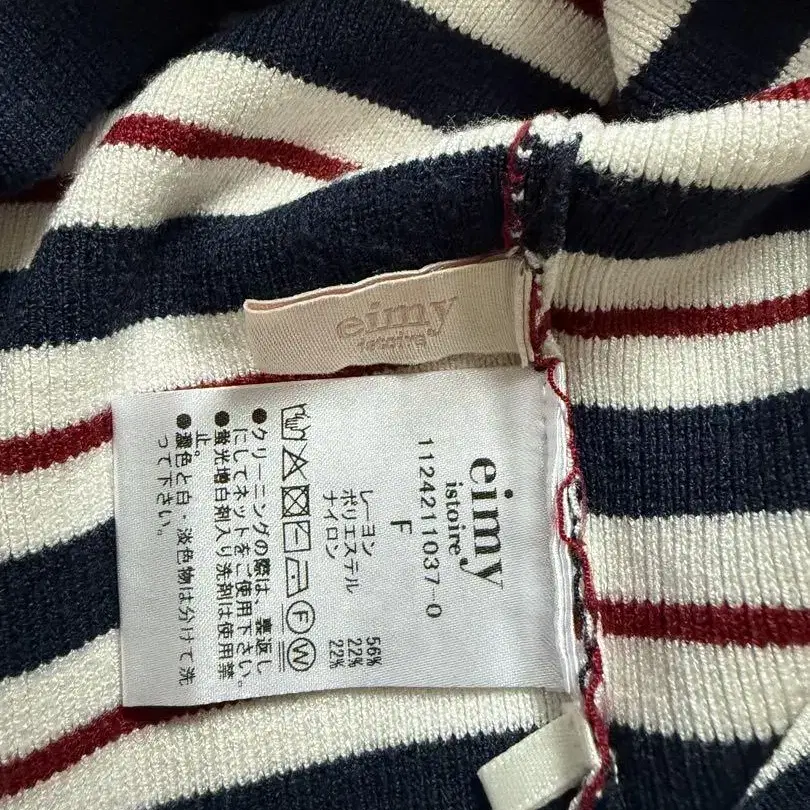 eimy
istoire
eimy
istoire
1124211037-0
F
レーヨン 56%
ポリエステル 22%
ナイロン 22%
F W
●クリーニングの際は、裏返し
にしてネットをご使用下さい。
●蛍光増白剤入り洗剤は使用禁
止。
●濃色と白・淡色物は分けて洗
って下さい。